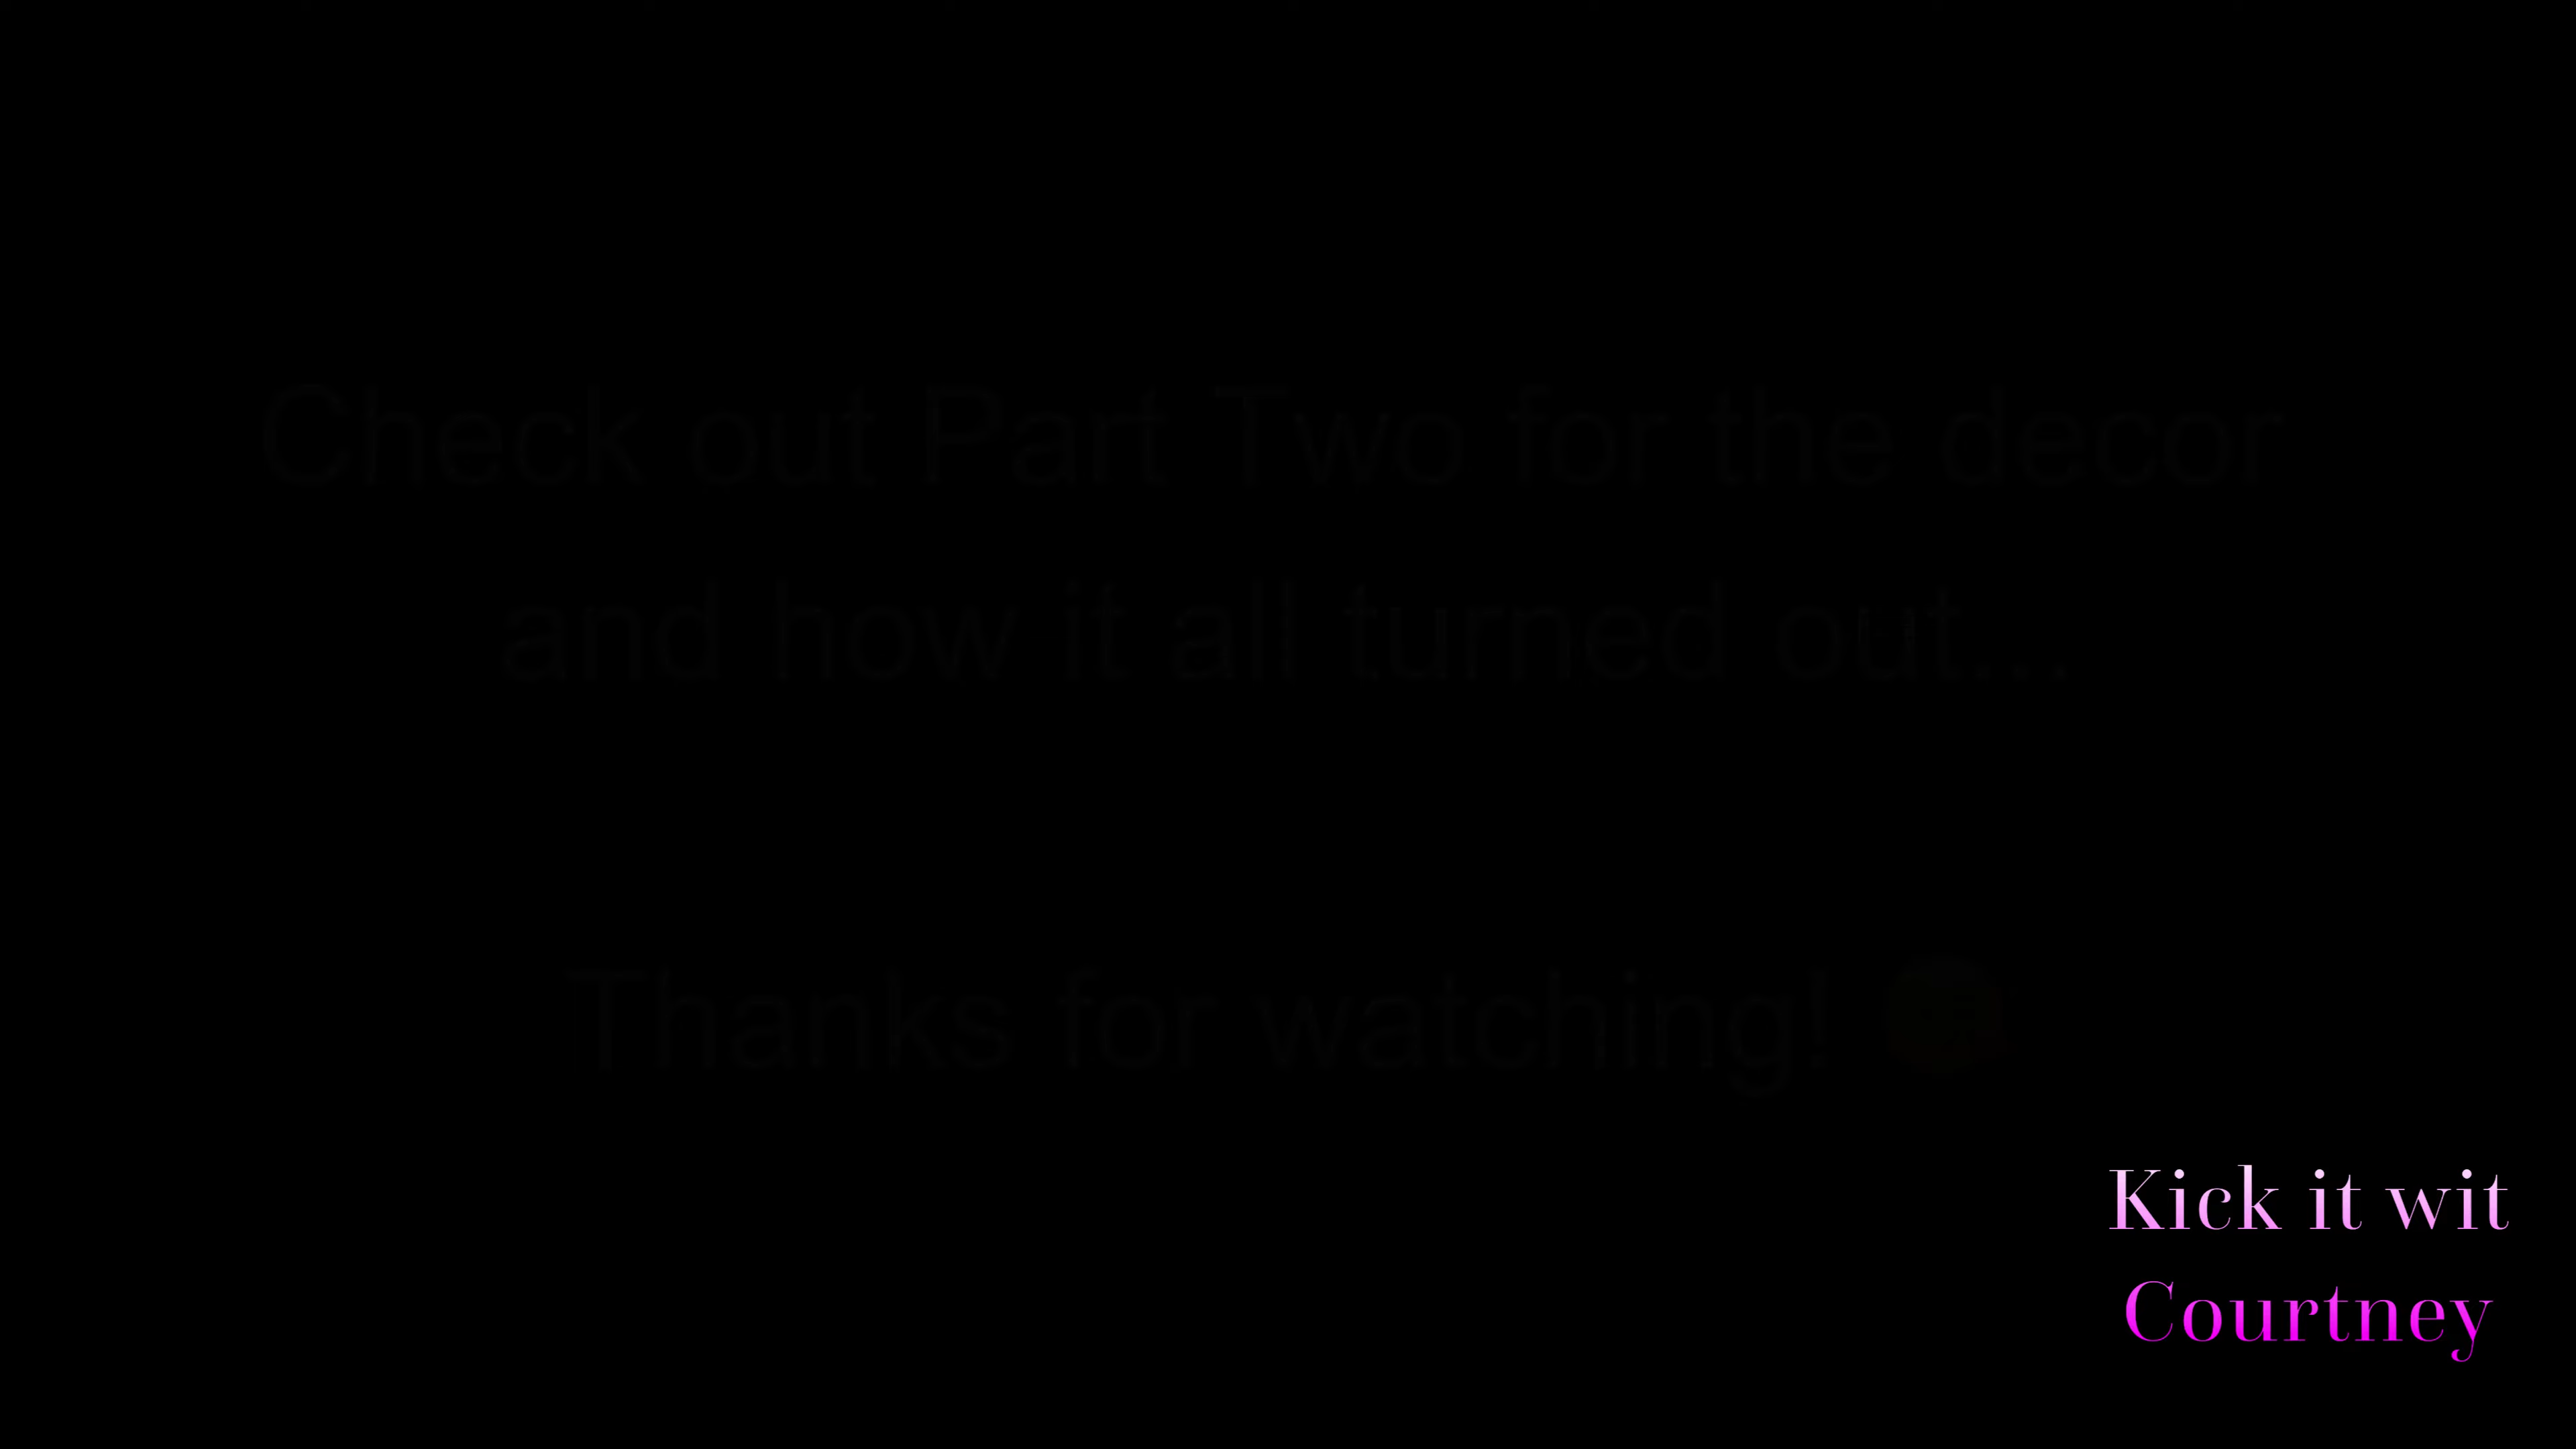 Check out Part Two for the decor
and how it all turned out...
Thanks for watching!
Kick it wit
Courtney